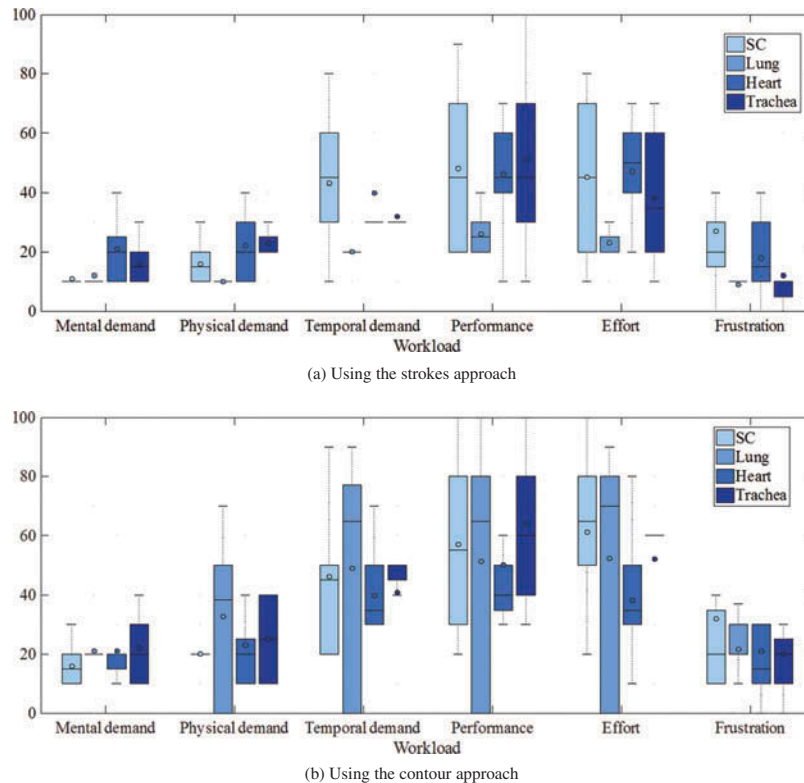 100
80
60
40
20
0
SC
Lung
Heart
Trachea
Mental demand Physical demand Temporal demand Performance Effort Frustration
Workload
(a) Using the strokes approach
100
80
60
40
20
0
SC
Lung
Heart
Trachea
Mental demand Physical demand Temporal demand Performance Effort Frustration
Workload
(b) Using the contour approach